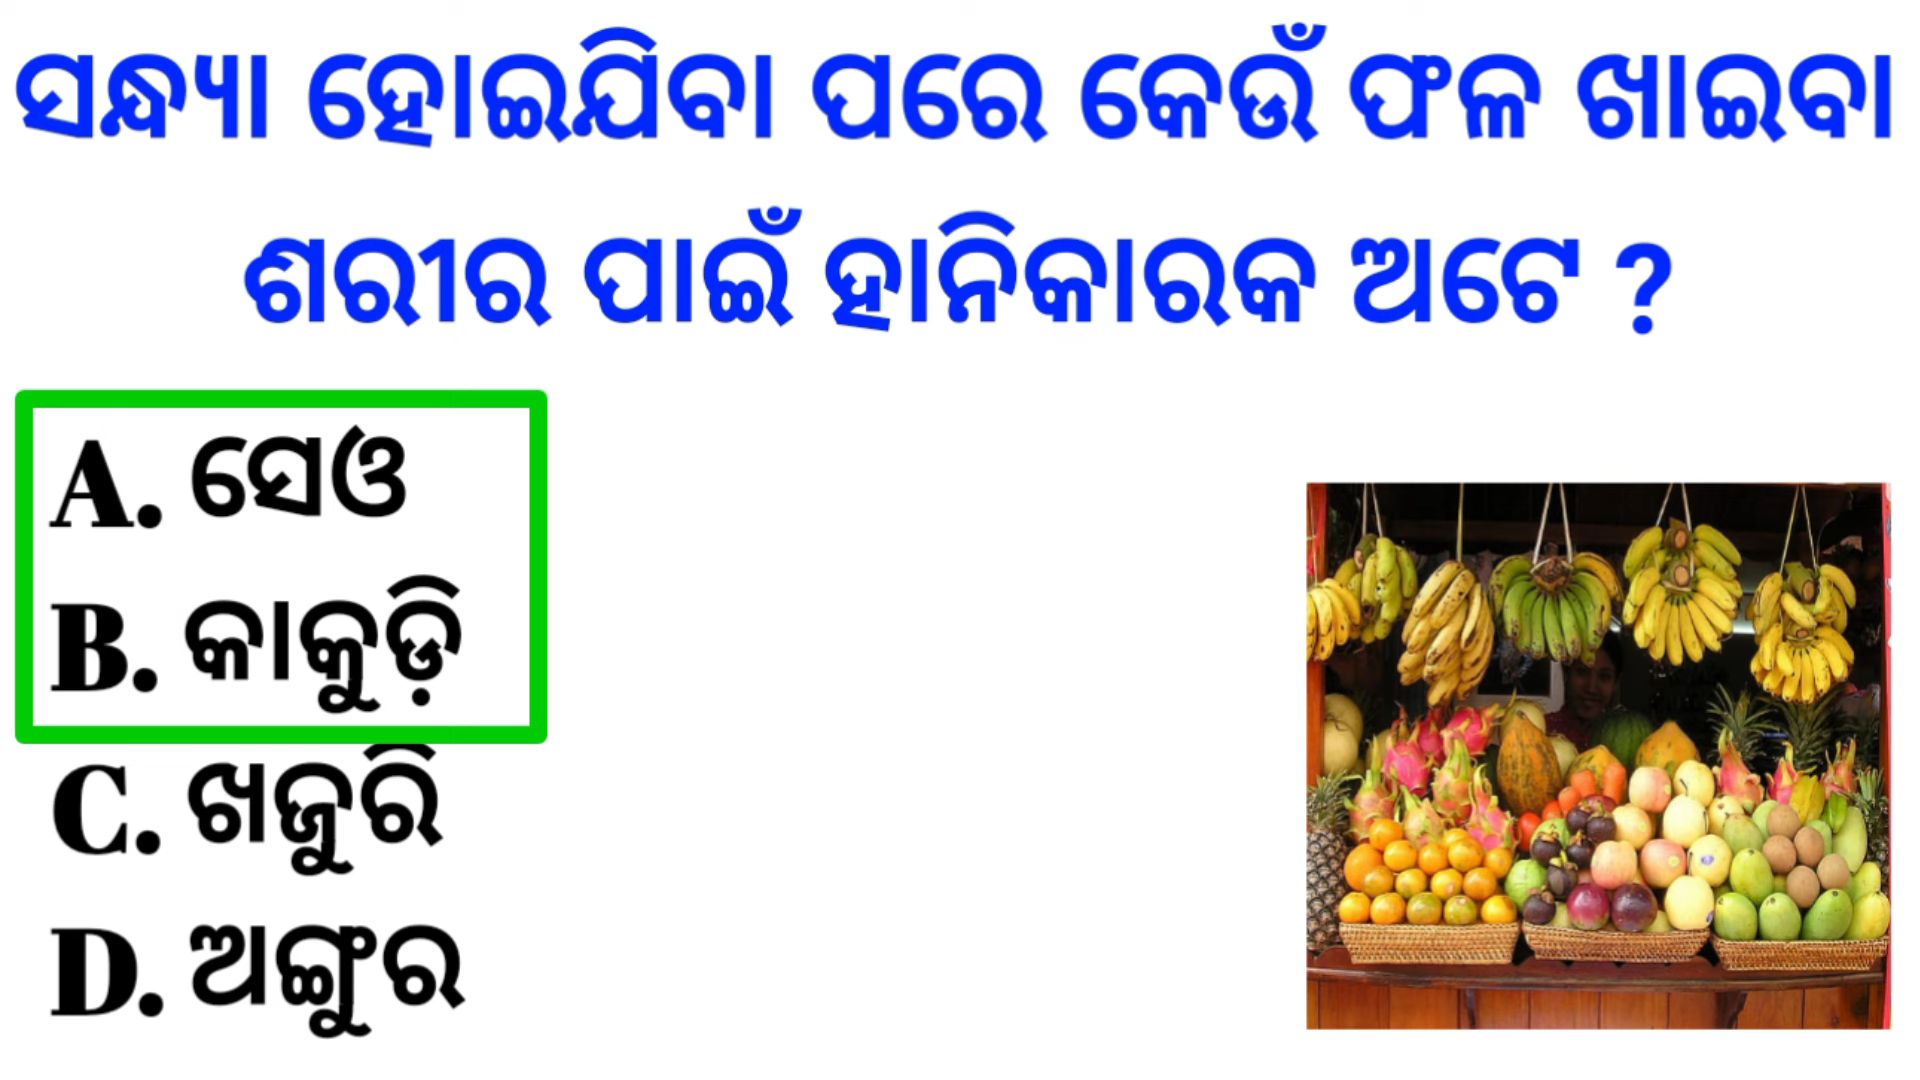 ସନ୍ଧ୍ୟା ହୋଇଯିବା ପରେ କେଉଁ ଫଳ ଖାଇବା
ଶରୀର ପାଇଁ ହାନିକାରକ ଅଟେ ?
A. ସେଓ
B. କାକୁଡ଼ି
C. ଖଜୁରି
D. ଅଙ୍ଗୁର